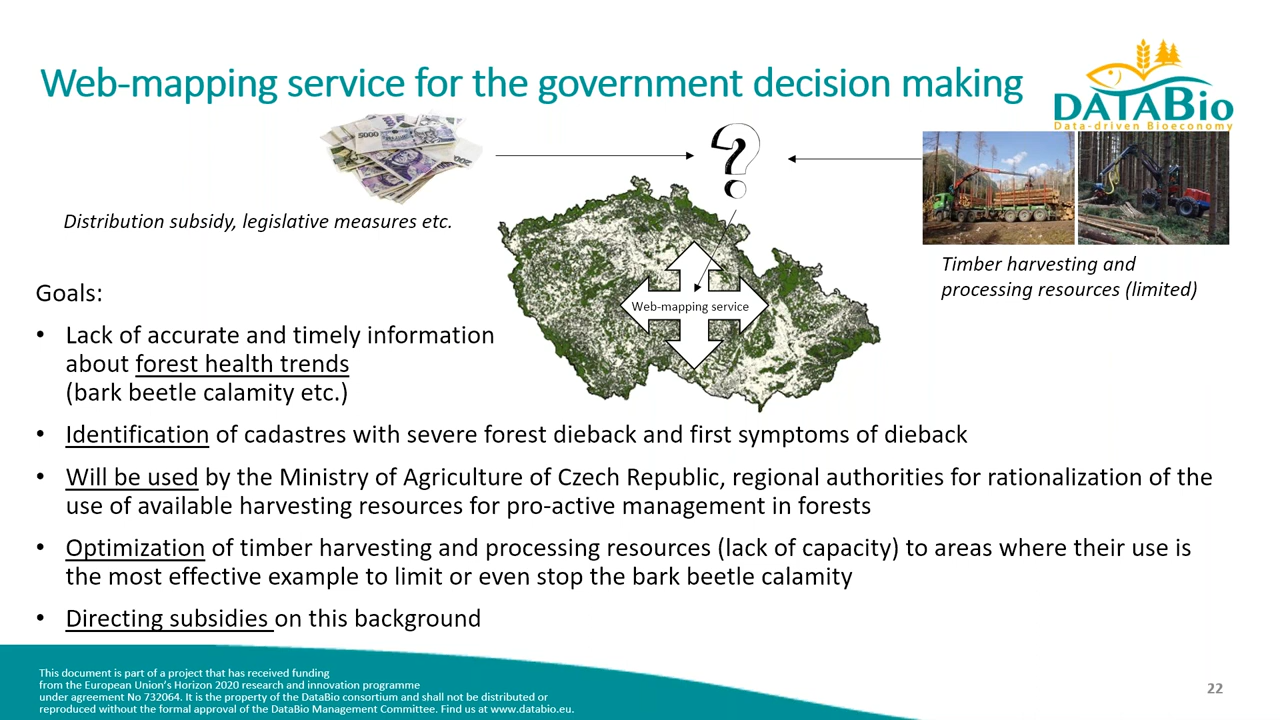 Web-mapping service for the government decision making
DATABio
Data-driven Bioeconomy
5000
Distribution subsidy, legislative measures etc.
Timber harvesting and
processing resources (limited)
?
Web-mapping service
Goals:
• Lack of accurate and timely information
about forest health trends
(bark beetle calamity etc.)
• Identification of cadastres with severe forest dieback and first symptoms of dieback
• Will be used by the Ministry of Agriculture of Czech Republic, regional authorities for rationalization of the
use of available harvesting resources for pro-active management in forests
• Optimization of timber harvesting and processing resources (lack of capacity) to areas where their use is
the most effective example to limit or even stop the bark beetle calamity
• Directing subsidies on this background
This document is part of a project that has received funding
from the European Union's Horizon 2020 research and innovation programme
under agreement No 732064. It is the property of the DataBio consortium and shall not be distributed or
reproduced without the formal approval of the DataBio Management Committee. Find us at www.databio.eu.
22